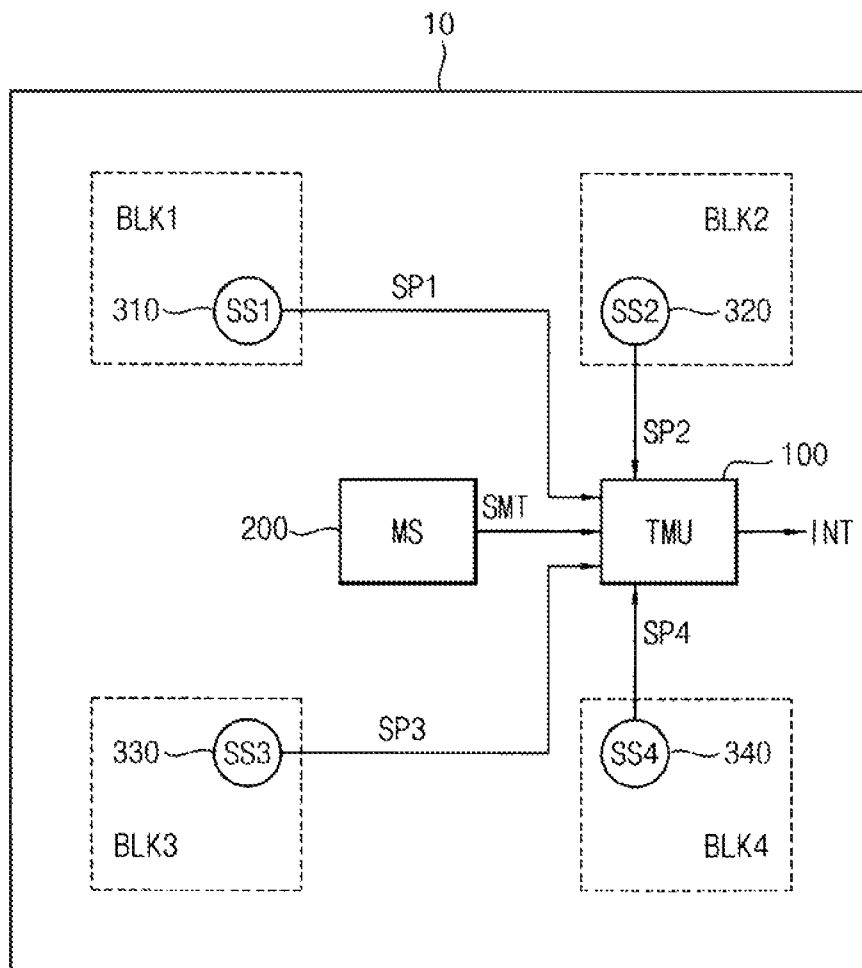 10
BLK1
BLK2
SP1
310
SS1
SS2
320
SP2
100
200
MS
SMT
TMU
INT
SP4
SP3
330
SS3
SS4
340
BLK3
BLK4